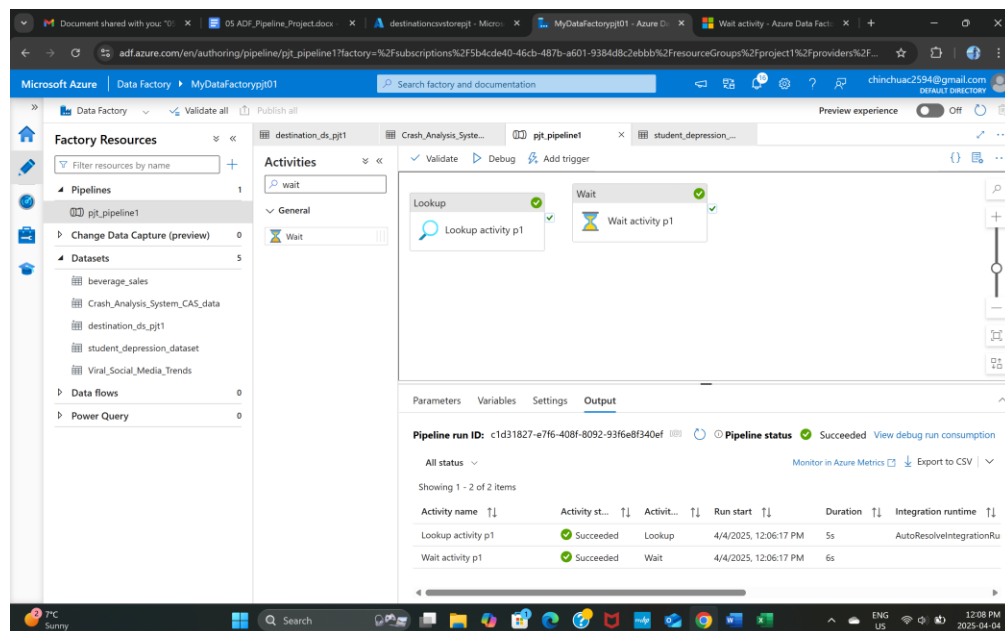 Document shared with you: "05
05 ADF_Pipeline_Project.docx
destinationcsvstorepjt - Micros
MyDataFactorypjt01 - Azure Da
Wait activity - Azure Data Fact
adf.azure.com/en/authoring/pipeline/pjt_pipeline1?factory=%2Fsubscriptions%2F5b4cde40-46cb-487b-a601-9384d8c2ebbb%2FresourceGroups%2Fproject1%2Fproviders%2F...
Microsoft Azure Data Factory MyDataFactorypjt01
Search factory and documentation
16
chinchuac2594@gmail.com
DEFAULT DIRECTORY
Data Factory Validate all Publish all
Preview experience Off
Factory Resources
Filter resources by name
Pipelines 1
pjt_pipeline1
Change Data Capture (preview) 0
Datasets 5
beverage_sales
Crash_Analysis_System_CAS_data
destination_ds_pjt1
student_depression_dataset
Viral_Social_Media_Trends
Data flows 0
Power Query 0
destination_ds_pjt1 Crash_Analysis_Syste... pjt_pipeline1 student_depression_...
Activities
wait
General
Wait
Validate Debug Add trigger
Lookup
Lookup activity p1
Wait
Wait activity p1
Parameters Variables Settings Output
Pipeline run ID: c1d31827-e7f6-408f-8092-93f6e8f340ef Pipeline status Succeeded View debug run consumption
All status
Monitor in Azure Metrics Export to CSV
Showing 1 - 2 of 2 items
Activity name Activity st... Activit... Run start Duration Integration runtime
Lookup activity p1 Succeeded Lookup 4/4/2025, 12:06:17 PM 5s AutoResolveIntegrationRu
Wait activity p1 Succeeded Wait 4/4/2025, 12:06:17 PM 6s
2
7°C
Sunny
Search
ENG
US
12:08 PM
2025-04-04